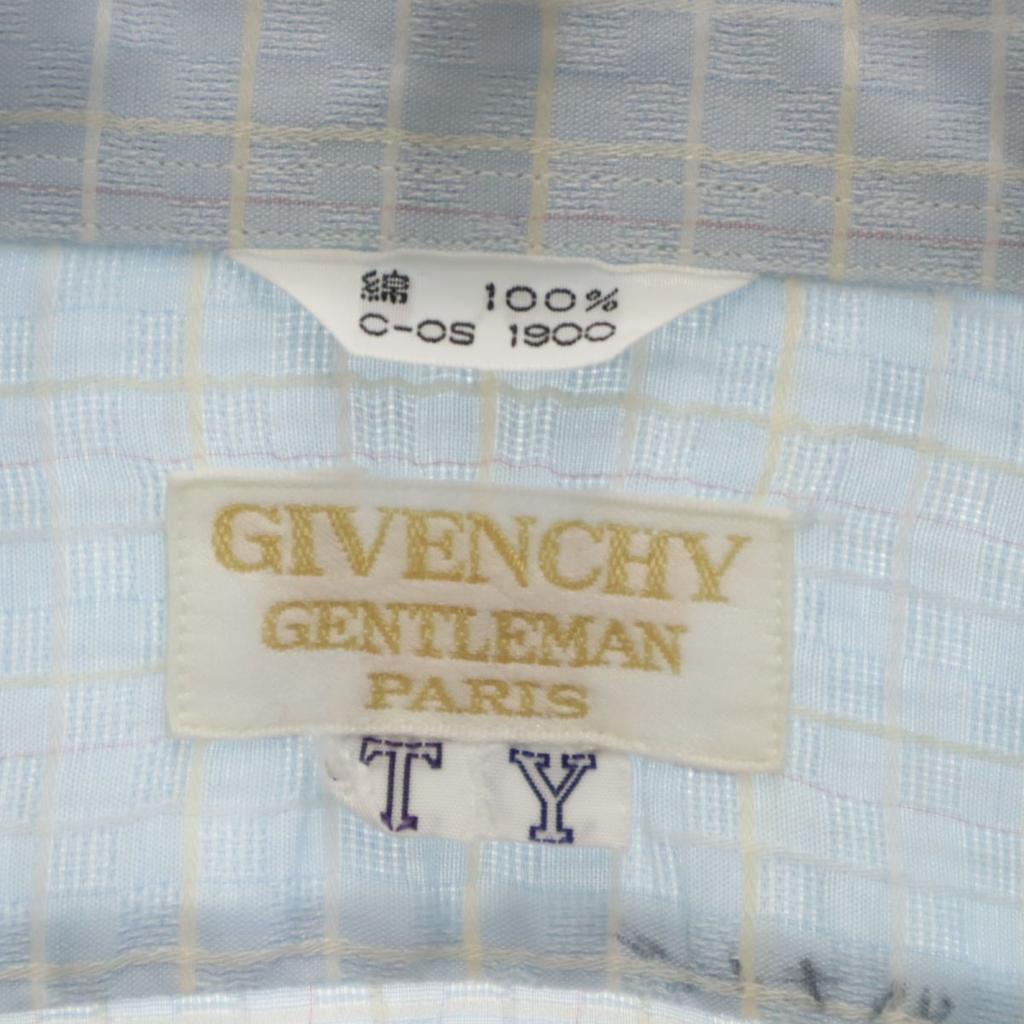 綿 100%
C-OS 1900
GIVENCHY
GENTLEMAN
PARIS
T Y